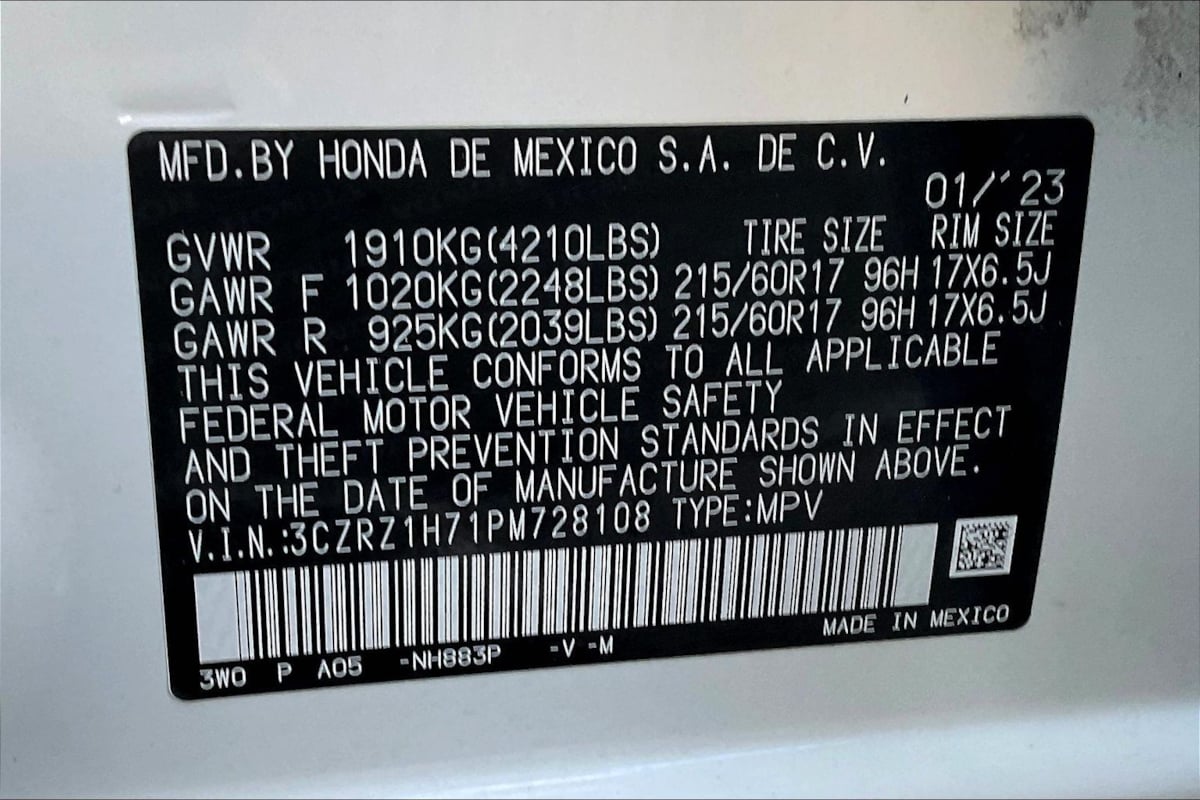 MFD.BY HONDA DE MEXICO S.A. DE C.V.
01/'23
GVWR 1910KG(4210LBS) TIRE SIZE RIM SIZE
GAWR F 1020KG(2248LBS) 215/60R17 96H 17X6.5J
GAWR R 925KG(2039LBS) 215/60R17 96H 17X6.5J
THIS VEHICLE CONFORMS TO ALL APPLICABLE
FEDERAL MOTOR VEHICLE SAFETY
AND THEFT PREVENTION STANDARDS IN EFFECT
ON THE DATE OF MANUFACTURE SHOWN ABOVE.
V.I.N.:3CZRZ1H71PM728108 TYPE:MPV
3W0 P A05 -NH883P -V -M MADE IN MEXICO